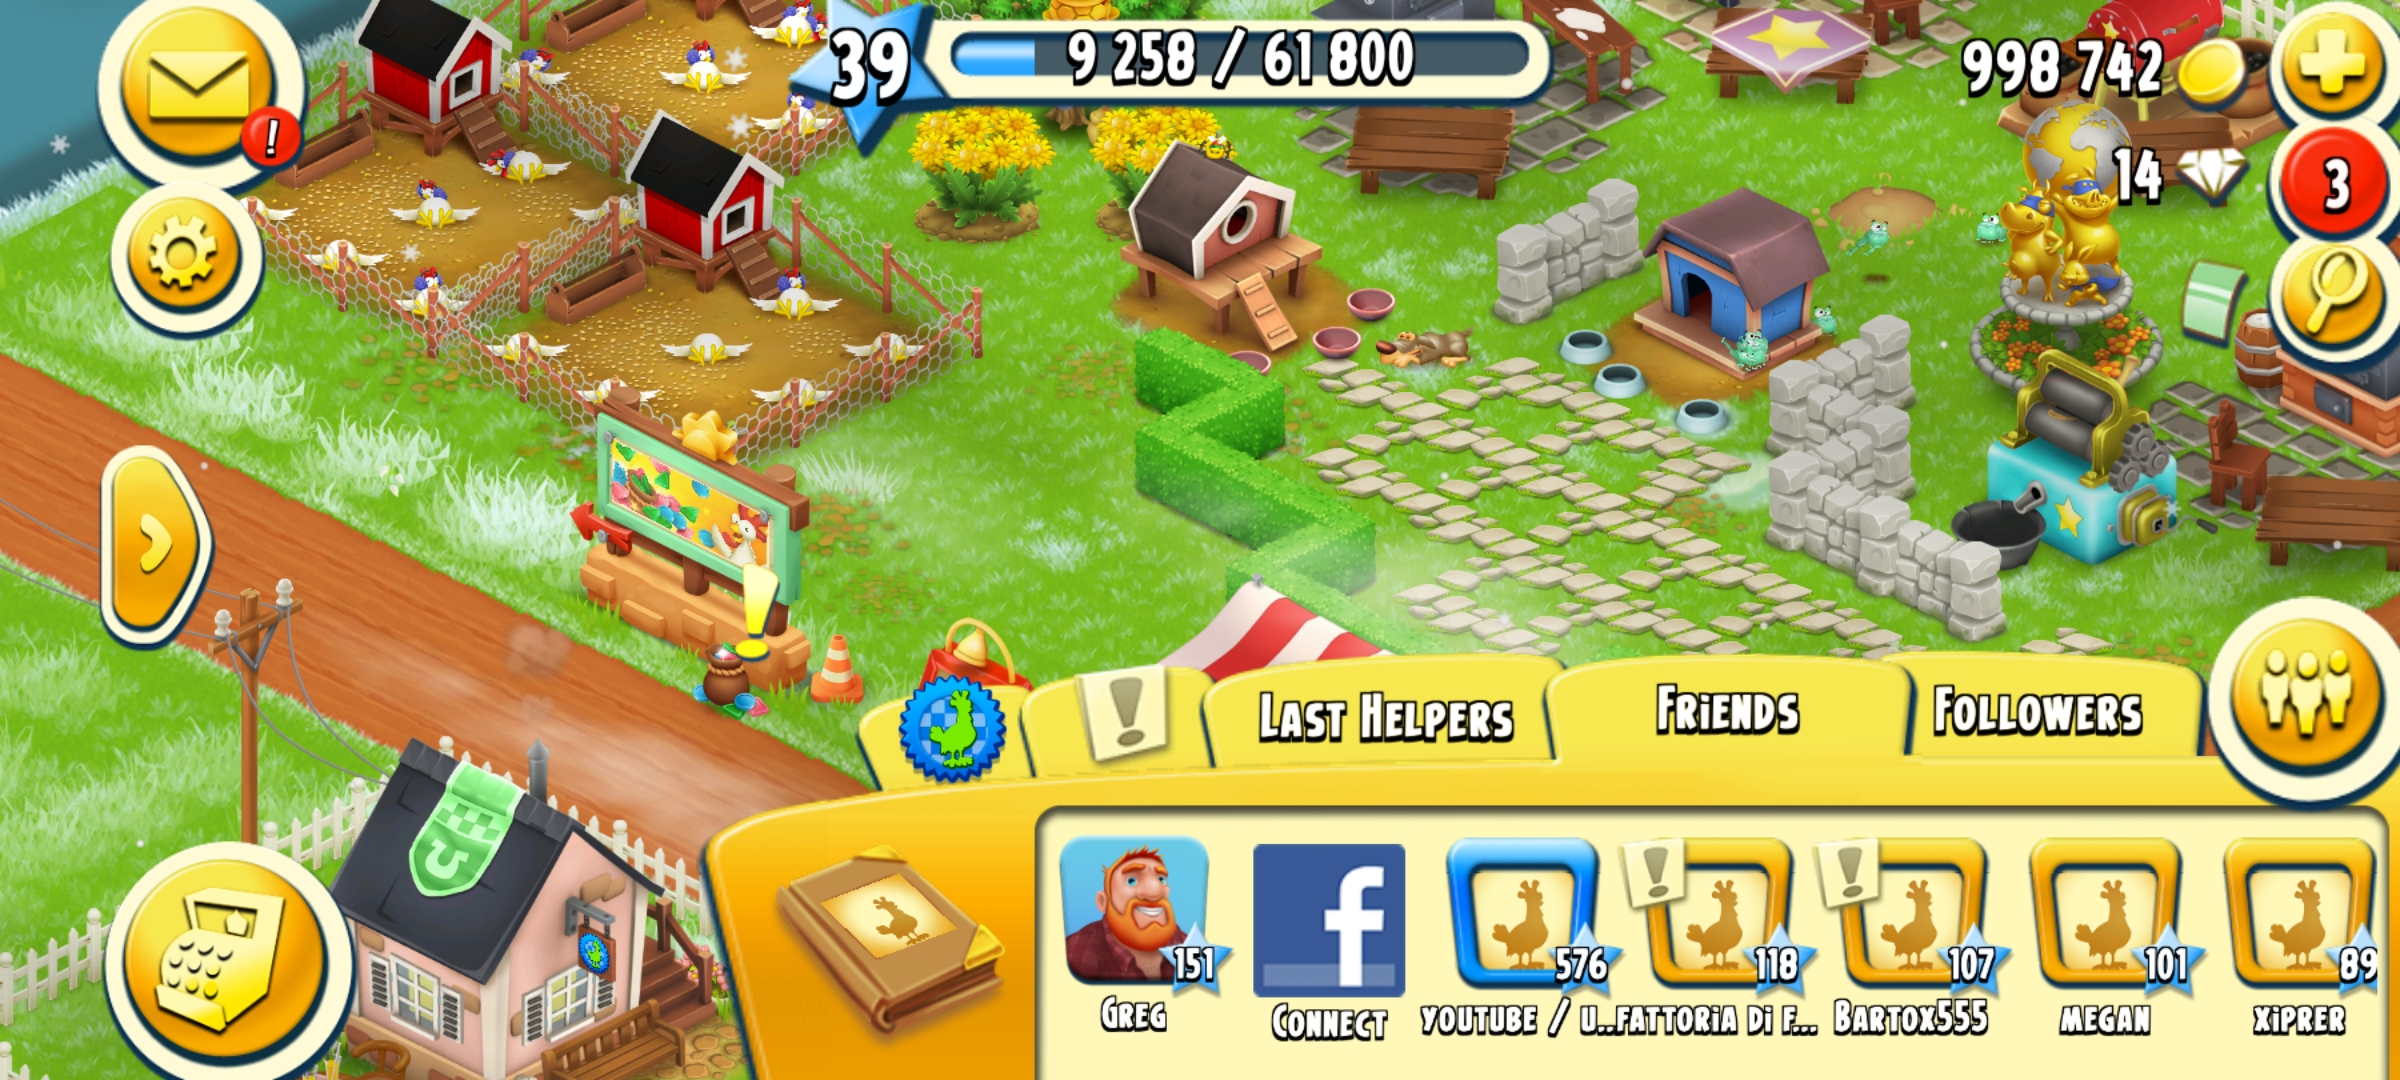 39
9 258 / 61 800
998 742
!
14
3
Last Helpers
Friends
Followers
f
151
576
118
107
101
89
Greg
Connect
youtube / u...
Fattoria di f...
Bartox555
megan
xiprer